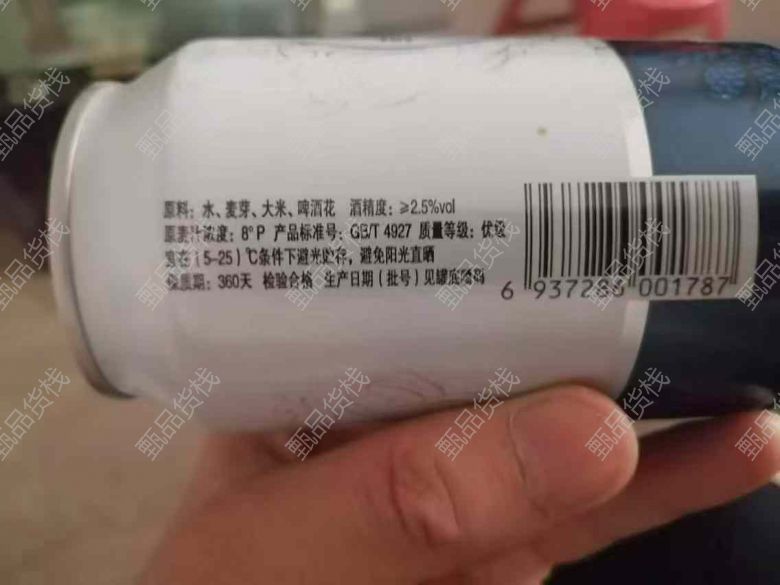 原料：水、麦芽、大米、啤酒花 酒精度：≥2.5%vol
原麦汁浓度：8°P 产品标准号：GB/T 4927 质量等级：优级
宜在（5-25）℃条件下避光贮存，避免阳光直晒
保质期：360天 检验合格 生产日期（批号）见罐底喷码
6 937286 001787
甄品货栈